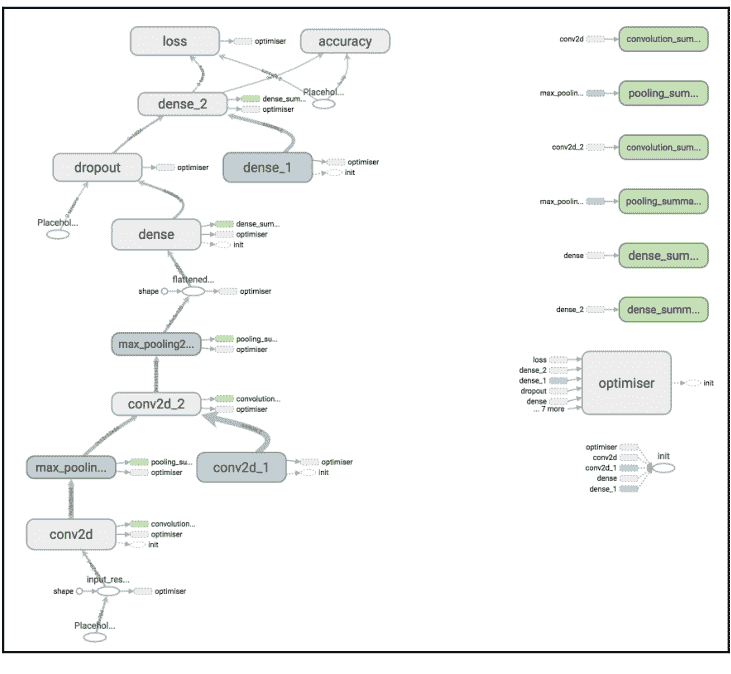 loss
optimiser
accuracy
Placehol...
dense_2
dense_sum...
optimiser
dropout
optimiser
dense_1
optimiser
init
Placehol...
dense
dense_sum...
optimiser
init
flattened...
shape
optimiser
max_pooling2...
pooling_su...
optimiser
conv2d_2
convolution...
optimiser
max_poolin...
pooling_su...
optimiser
conv2d_1
optimiser
init
conv2d
convolution...
optimiser
init
input_res...
shape
optimiser
Placehol...
conv2d
convolution_sum...
max_poolin...
pooling_sum...
conv2d_2
convolution_sum...
max_poolin...
pooling_summa...
dense
dense_sum...
dense_2
dense_summ...
loss
dense_2
dense_1
dropout
dense
... 7 more
optimiser
init
optimiser
conv2d
conv2d_1
dense
dense_1
init